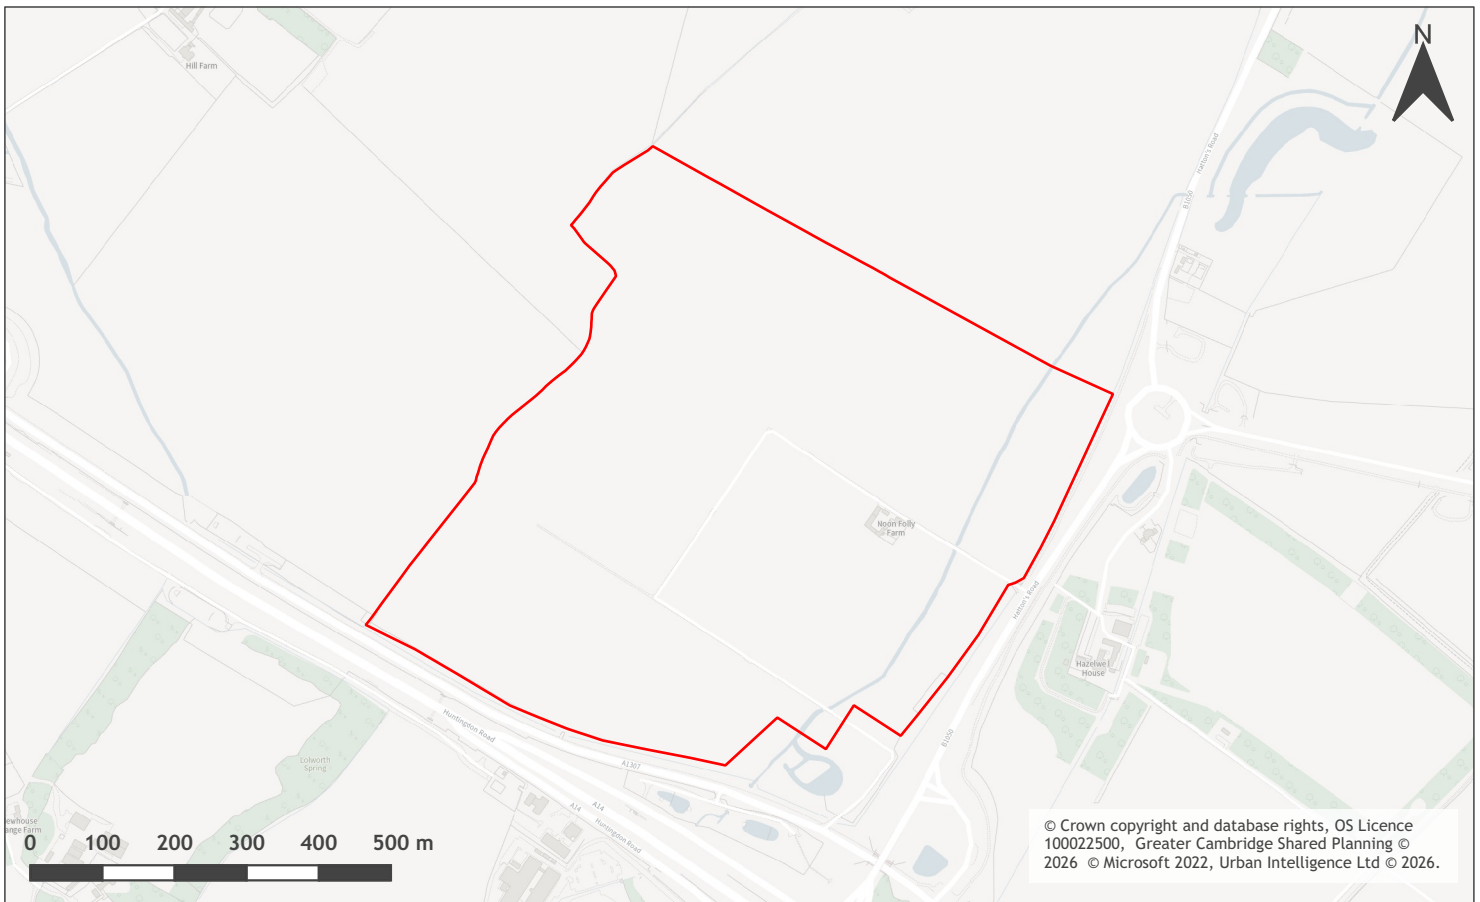 N
Hill Farm
Hatton's Road
B1050
Noon Folly
Farm
Hatton's Road
Hazelwell
House
Huntingdon Road
A1307
B1050
Lolworth
Spring
A14
A14
Huntingdon Road
ewhouse
ange Farm
0 100 200 300 400 500 m
© Crown copyright and database rights, OS Licence
100022500, Greater Cambridge Shared Planning ©
2026 © Microsoft 2022, Urban Intelligence Ltd © 2026.